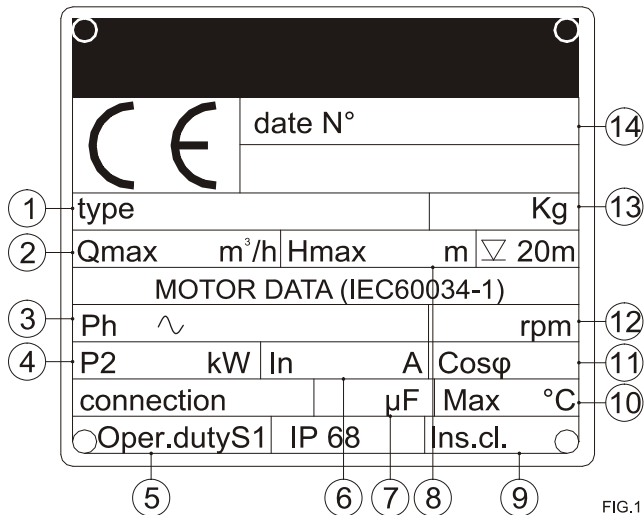 CE
date N° 14
1 type Kg 13
2 Qmax m³/h Hmax m 20m
MOTOR DATA (IEC60034-1)
3 Ph ∿ rpm 12
4 P2 kW In A Cosφ 11
connection µF Max °C 10
Oper.dutyS1 IP 68 Ins.cl.
5 6 7 8 9
FIG.1